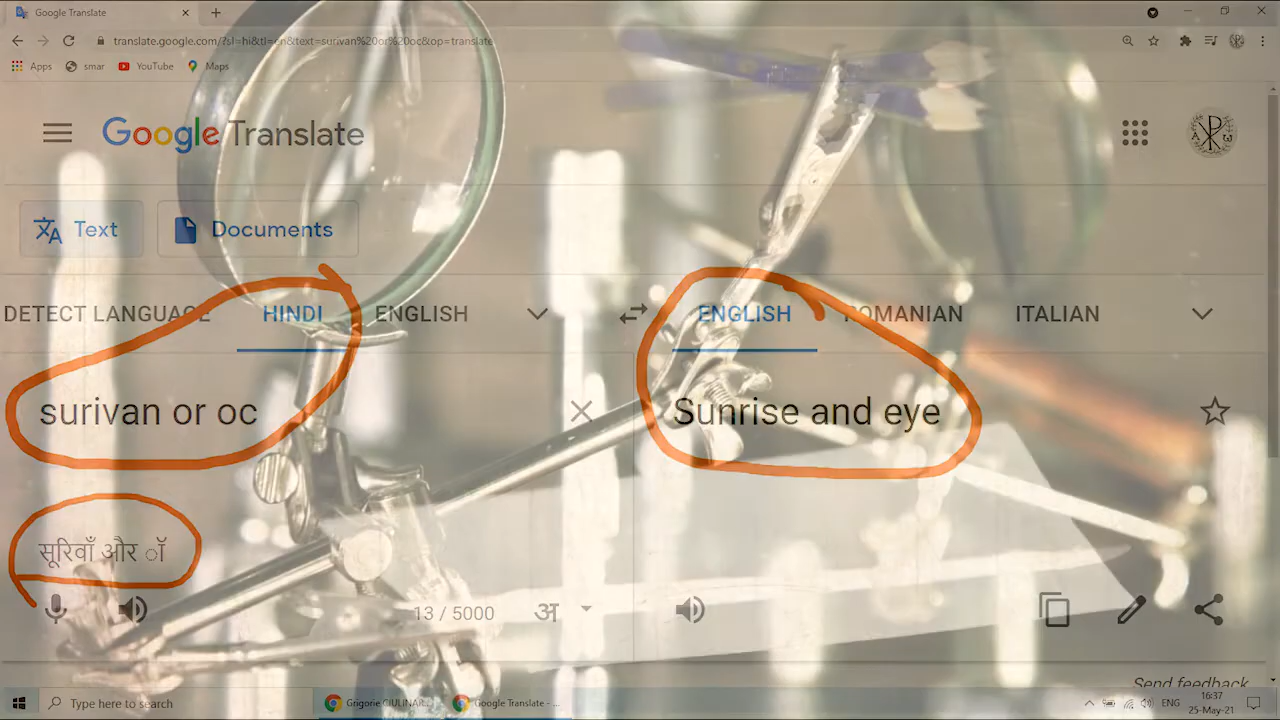 Google Translate
translate.google.com/?sl=hi&tl=en&text=surivan%20or%20oc&op=translate
Apps smar YouTube Maps
Google Translate
Text Documents
DETECT LANGUAGE HINDI ENGLISH ENGLISH ROMANIAN ITALIAN
surivan or oc Sunrise and eye
सूरिवाँ और ॉ
13 / 5000 अ
Send feedback
Type here to search Grigorie CIULINAR... Google Translate - ... ENG 16:37
25-May-21